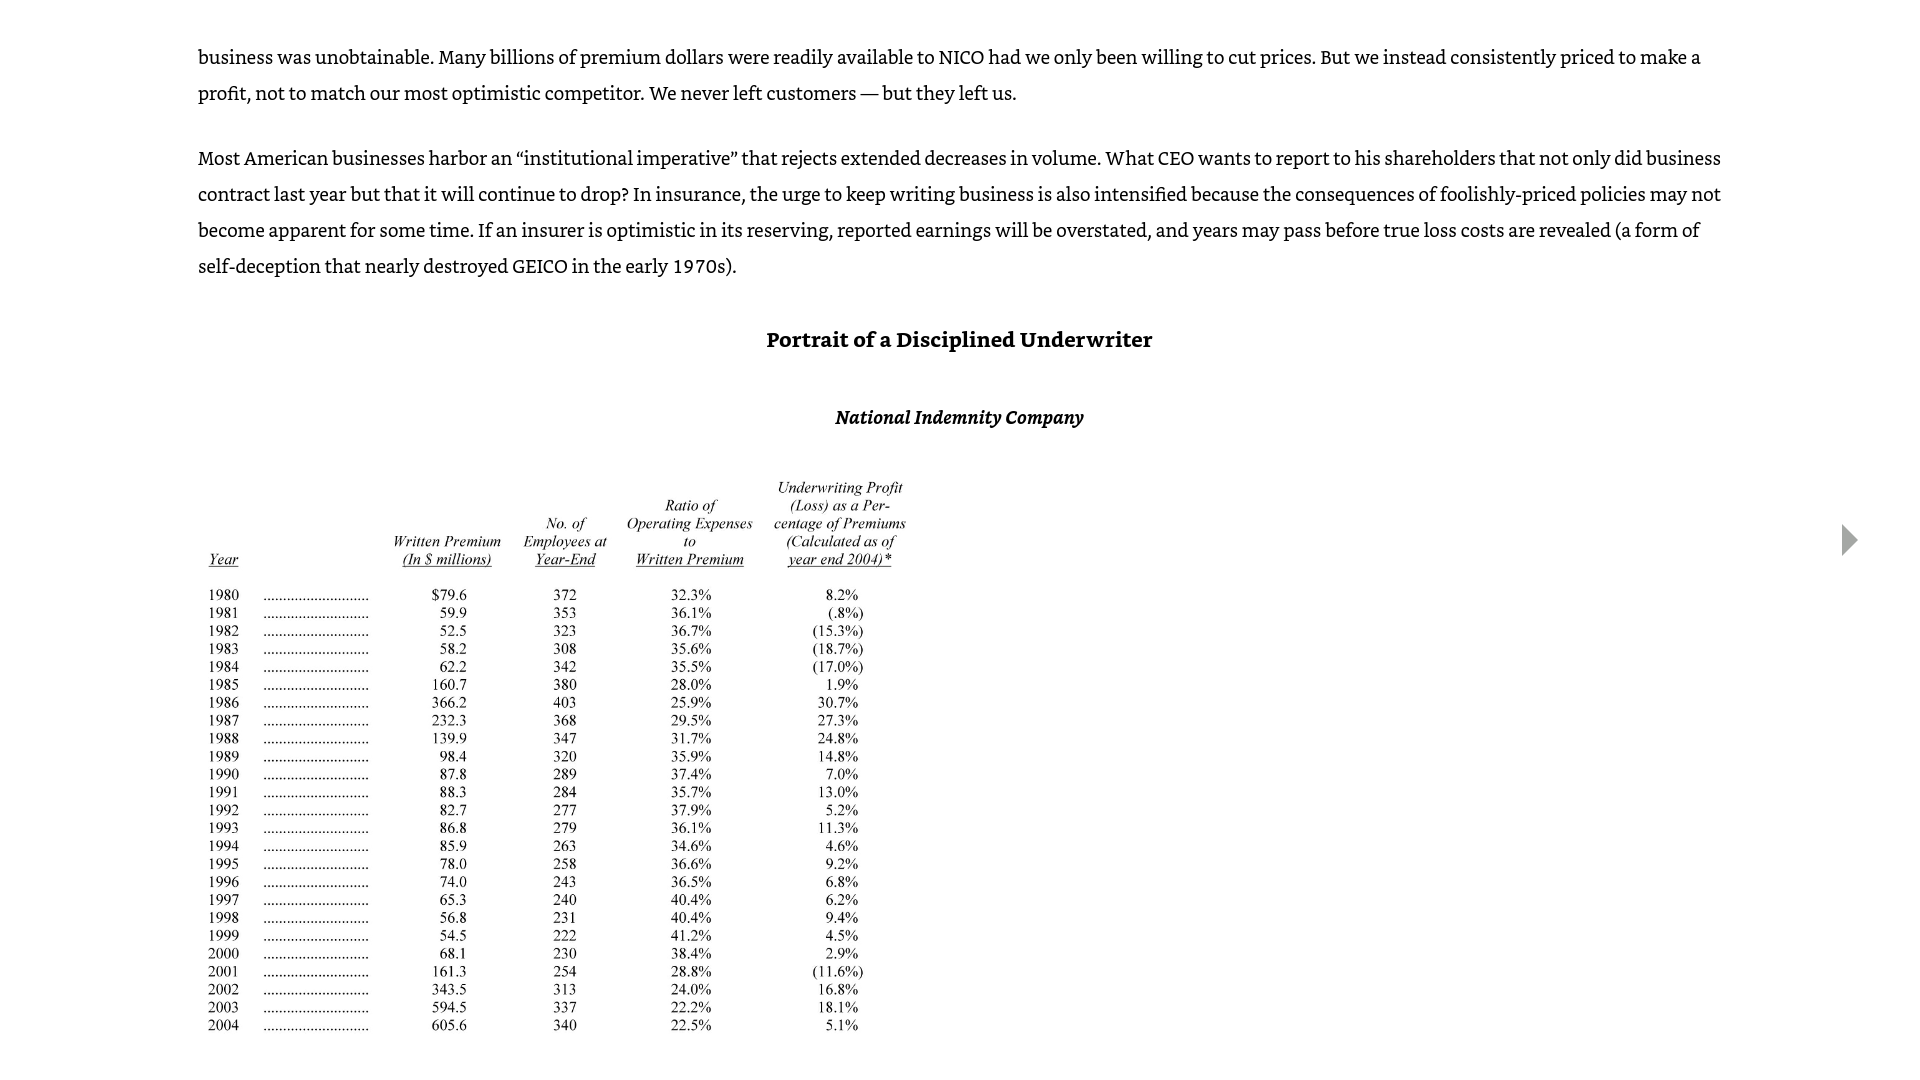 business was unobtainable. Many billions of premium dollars were readily available to NICO had we only been willing to cut prices. But we instead consistently priced to make a
profit, not to match our most optimistic competitor. We never left customers — but they left us.
Most American businesses harbor an “institutional imperative” that rejects extended decreases in volume. What CEO wants to report to his shareholders that not only did business
contract last year but that it will continue to drop? In insurance, the urge to keep writing business is also intensified because the consequences of foolishly-priced policies may not
become apparent for some time. If an insurer is optimistic in its reserving, reported earnings will be overstated, and years may pass before true loss costs are revealed (a form of
self-deception that nearly destroyed GEICO in the early 1970s).
Portrait of a Disciplined Underwriter
National Indemnity Company
Underwriting Profit
Ratio of (Loss) as a Per-
No. of Operating Expenses centage of Premiums
Written Premium Employees at to (Calculated as of
Year (In $ millions) Year-End Written Premium year end 2004)*
1980 ........................... $79.6 372 32.3% 8.2%
1981 ........................... 59.9 353 36.1% (.8%)
1982 ........................... 52.5 323 36.7% (15.3%)
1983 ........................... 58.2 308 35.6% (18.7%)
1984 ........................... 62.2 342 35.5% (17.0%)
1985 ........................... 160.7 380 28.0% 1.9%
1986 ........................... 366.2 403 25.9% 30.7%
1987 ........................... 232.3 368 29.5% 27.3%
1988 ........................... 139.9 347 31.7% 24.8%
1989 ........................... 98.4 320 35.9% 14.8%
1990 ........................... 87.8 289 37.4% 7.0%
1991 ........................... 88.3 284 35.7% 13.0%
1992 ........................... 82.7 277 37.9% 5.2%
1993 ........................... 86.8 279 36.1% 11.3%
1994 ........................... 85.9 263 34.6% 4.6%
1995 ........................... 78.0 258 36.6% 9.2%
1996 ........................... 74.0 243 36.5% 6.8%
1997 ........................... 65.3 240 40.4% 6.2%
1998 ........................... 56.8 231 40.4% 9.4%
1999 ........................... 54.5 222 41.2% 4.5%
2000 ........................... 68.1 230 38.4% 2.9%
2001 ........................... 161.3 254 28.8% (11.6%)
2002 ........................... 343.5 313 24.0% 16.8%
2003 ........................... 594.5 337 22.2% 18.1%
2004 ........................... 605.6 340 22.5% 5.1%